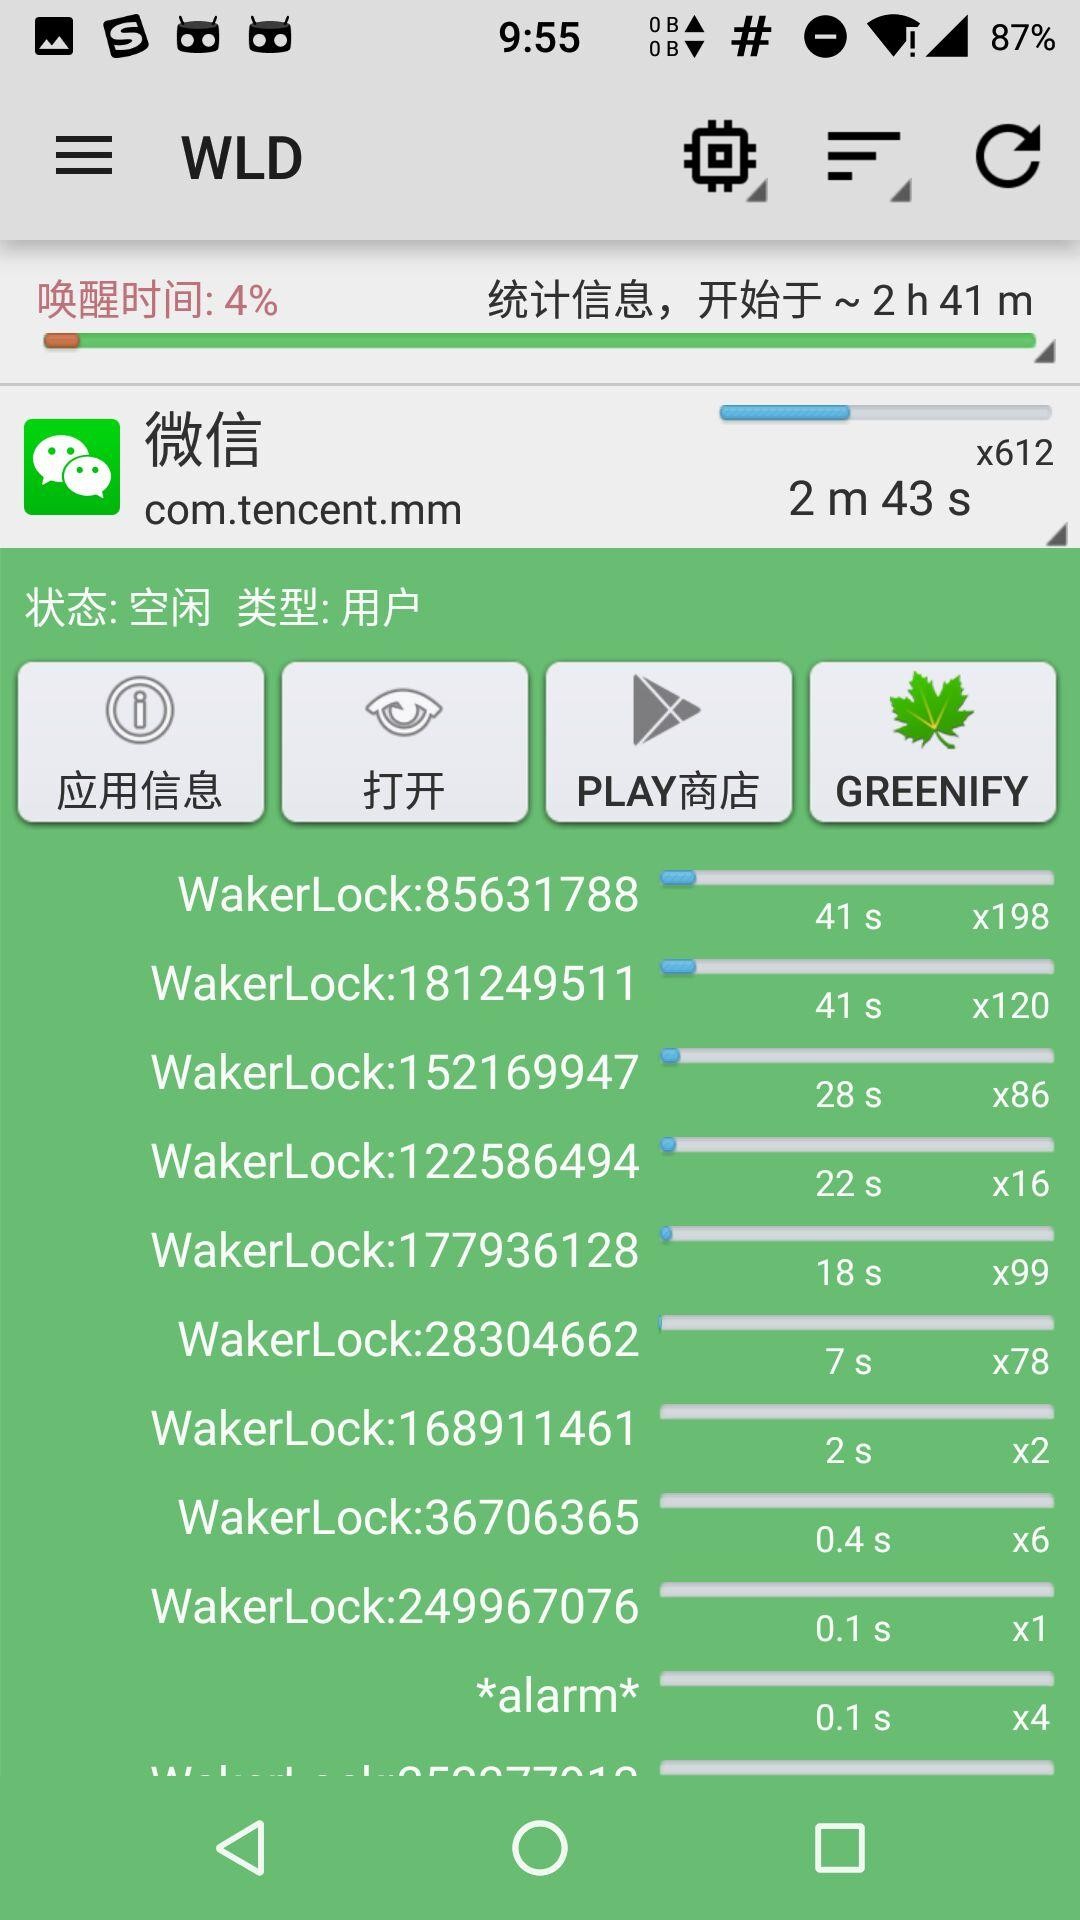 9:55
0 B
0 B
87%
WLD
唤醒时间: 4%
统计信息，开始于 ~ 2 h 41 m
微信
x612
com.tencent.mm
2 m 43 s
状态: 空闲 类型: 用户
应用信息
打开
PLAY商店
GREENIFY
WakerLock:85631788
41 s x198
WakerLock:181249511
41 s x120
WakerLock:152169947
28 s x86
WakerLock:122586494
22 s x16
WakerLock:177936128
18 s x99
WakerLock:28304662
7 s x78
WakerLock:168911461
2 s x2
WakerLock:36706365
0.4 s x6
WakerLock:249967076
0.1 s x1
*alarm*
0.1 s x4